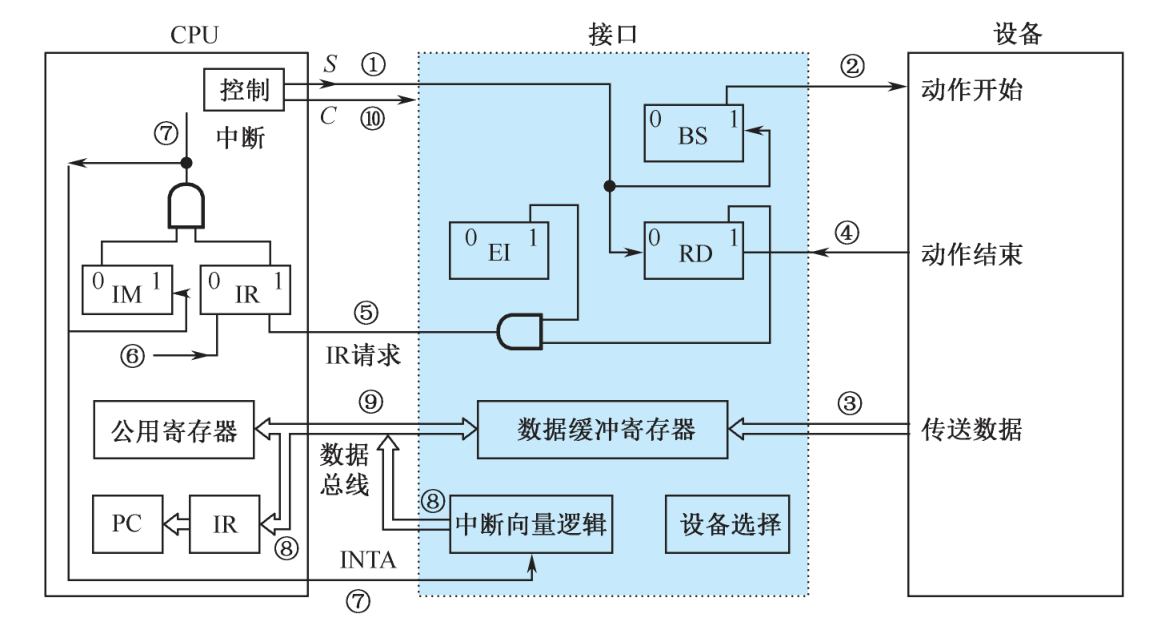 CPU
接口
设备
控制
S
①
C
⑩
②
动作开始
⑦
中断
0
1
BS
0
1
EI
0
1
RD
④
动作结束
0
1
IM
0
1
IR
⑤
IR请求
⑥
公用寄存器
⑨
数据缓冲寄存器
③
传送数据
数据
总线
PC
IR
⑧
⑧
中断向量逻辑
设备选择
INTA
⑦